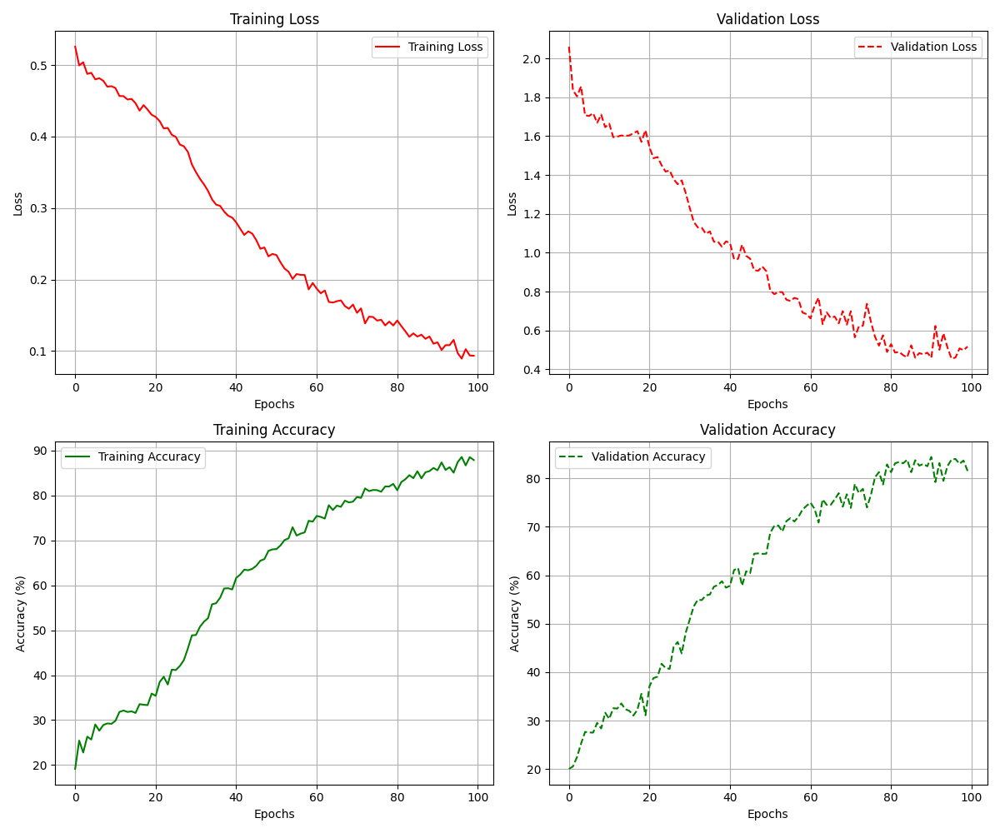 Training Loss
Training Loss
0.5
0.4
0.3
0.2
0.1
Loss
0 20 40 60 80 100
Epochs
Validation Loss
Validation Loss
2.0
1.8
1.6
1.4
1.2
1.0
0.8
0.6
0.4
Loss
0 20 40 60 80 100
Epochs
Training Accuracy
Training Accuracy
90
80
70
60
50
40
30
20
Accuracy (%)
0 20 40 60 80 100
Epochs
Validation Accuracy
Validation Accuracy
80
70
60
50
40
30
20
Accuracy (%)
0 20 40 60 80 100
Epochs